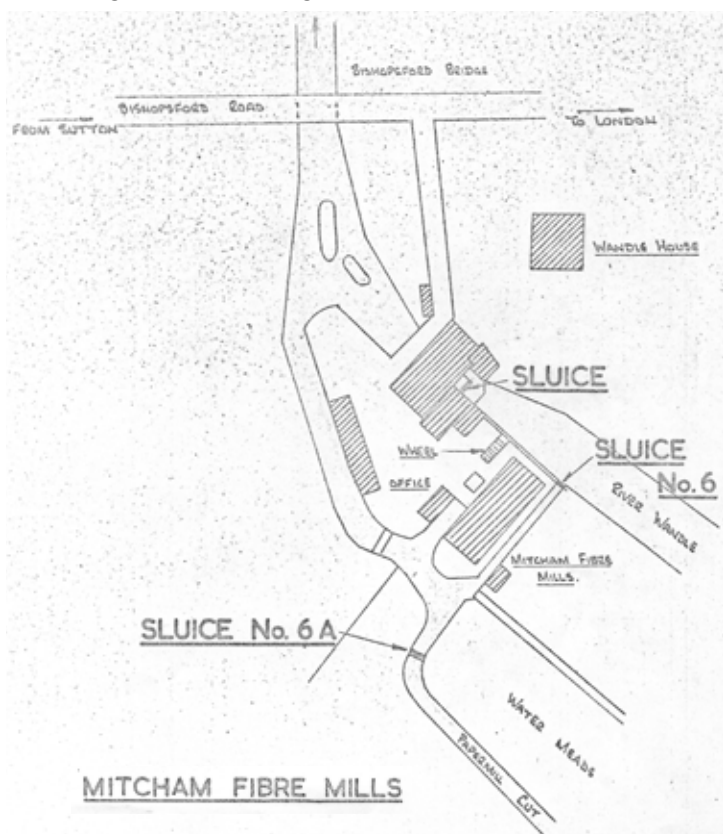 BISHOPSFORD BRIDGE
BISHOPSFORD ROAD
FROM SUTTON
TO LONDON
WANDLE HOUSE
SLUICE
WHEEL
SLUICE
No.6
OFFICE
RIVER WANDLE
MITCHAM FIBRE
MILLS.
SLUICE No. 6A
WATER MEADS
PAPERMILL CUT
MITCHAM FIBRE MILLS